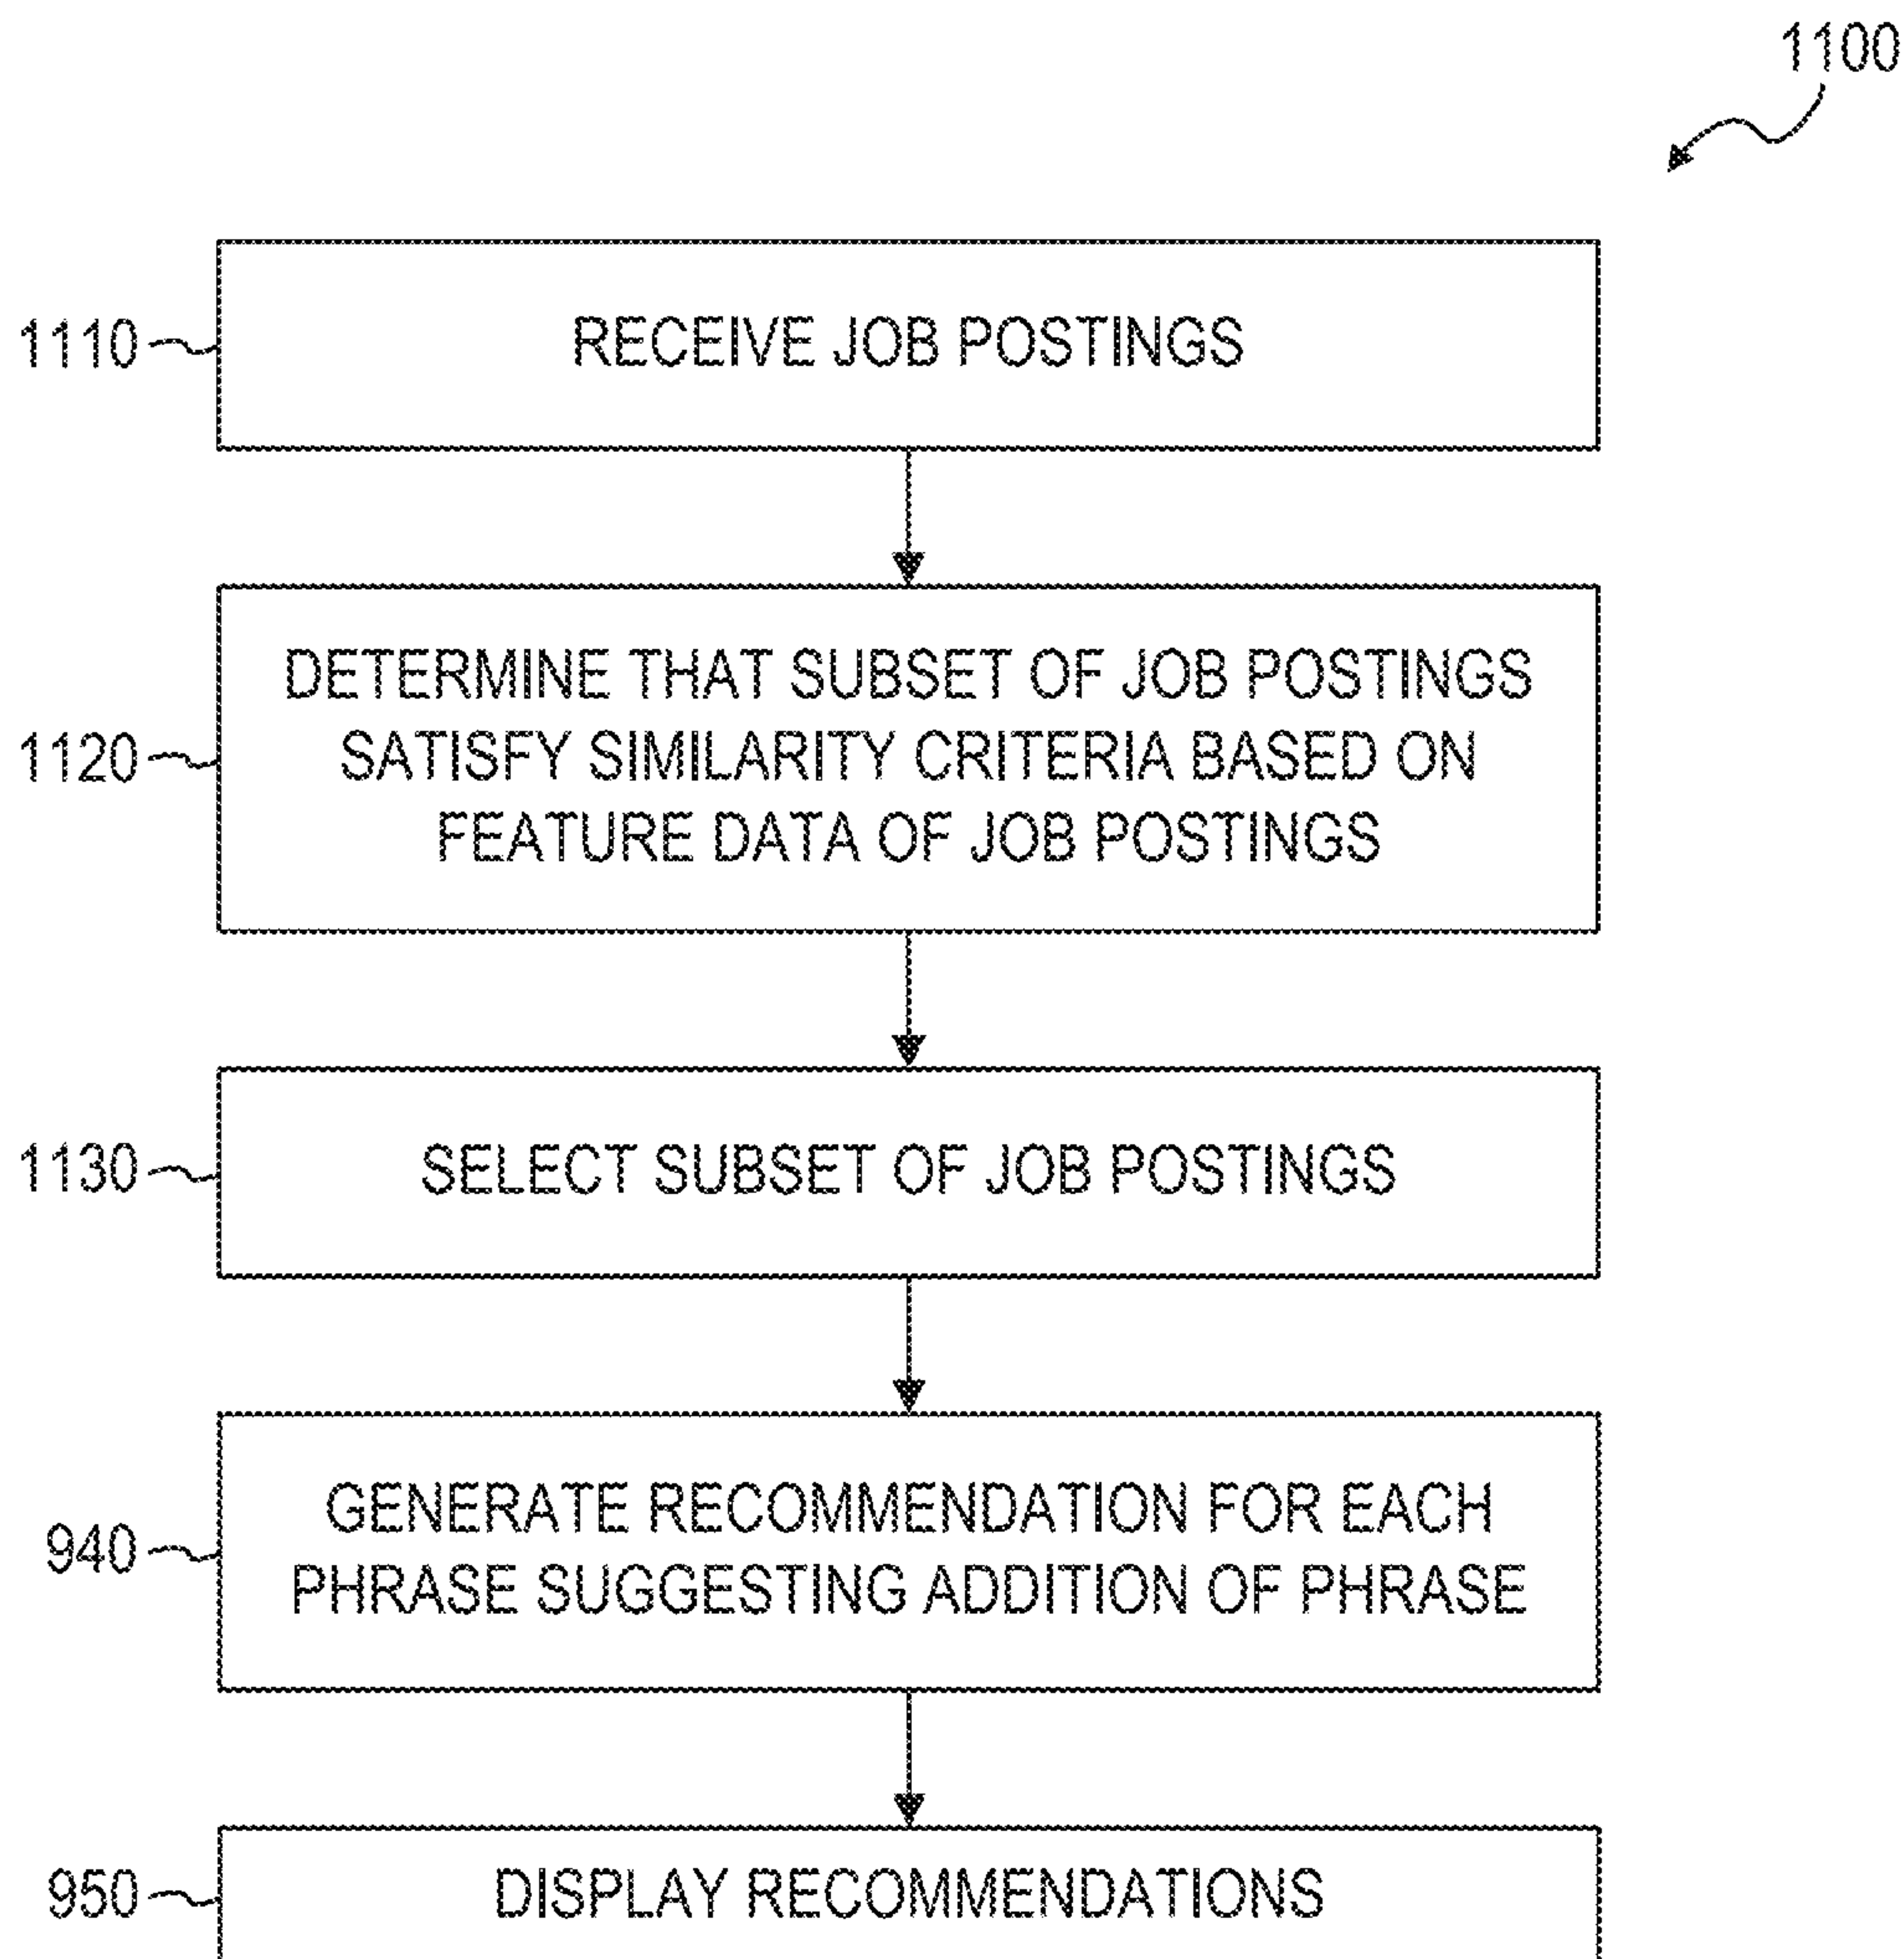 1100
1110
RECEIVE JOB POSTINGS
DETERMINE THAT SUBSET OF JOB POSTINGS
1120
SATISFY SIMILARITY CRITERIA BASED ON
FEATURE DATA OF JOB POSTINGS
1130
SELECT SUBSET OF JOB POSTINGS
GENERATE RECOMMENDATION FOR EACH
940
PHRASE SUGGESTING ADDITION OF PHRASE
950
DISPLAY RECOMMENDATIONS